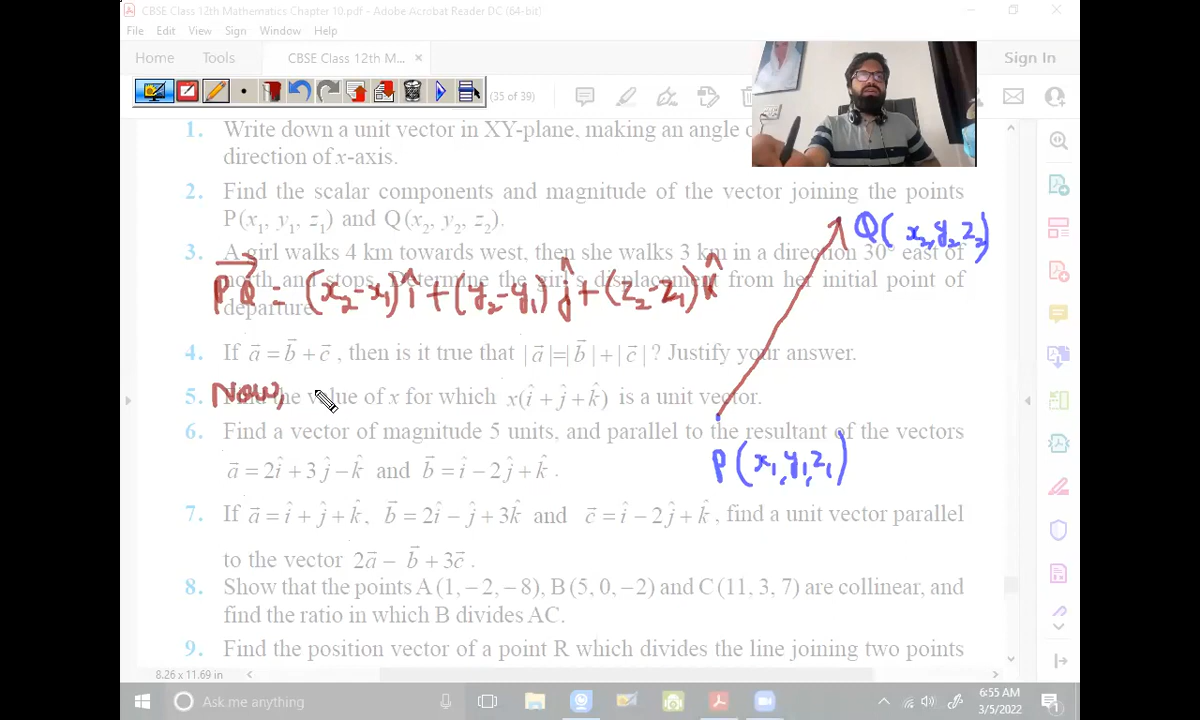 CBSE Class 12th Mathematics Chapter 10.pdf - Adobe Acrobat Reader DC (64-bit)
File Edit View Sign Window Help
Home Tools CBSE Class 12th M... × Sign In
(35 of 39)
1. Write down a unit vector in XY-plane, making an angle
direction of x-axis.
2. Find the scalar components and magnitude of the vector joining the points
P(x₁, y₁, z₁) and Q(x₂, y₂, z₂).
Q(x₂, y₂, z₂)
3. A girl walks 4 km towards west, then she walks 3 km in a direction 30° east of
north and stops. Determine the girl's displacement from her initial point of
departure.
P⃗Q⃗ = (x₂-x₁)î + (y₂-y₁)ĵ + (z₂-z₁)k̂
4. If a⃗ = b⃗ + c⃗, then is it true that |a⃗|=|b⃗|+|c⃗|? Justify your answer.
Now,
5. Find the value of x for which x(î + ĵ + k̂) is a unit vector.
6. Find a vector of magnitude 5 units, and parallel to the resultant of the vectors
a⃗ = 2î + 3ĵ − k̂ and b⃗ = î − 2ĵ + k̂.
P(x₁, y₁, z₁)
7. If a⃗ = î + ĵ + k̂, b⃗ = 2î − ĵ + 3k̂ and c⃗ = î − 2ĵ + k̂, find a unit vector parallel
to the vector 2a⃗ − b⃗ + 3c⃗.
8. Show that the points A (1, − 2, − 8), B (5, 0, − 2) and C (11, 3, 7) are collinear, and
find the ratio in which B divides AC.
9. Find the position vector of a point R which divides the line joining two points
8.26 x 11.69 in
Ask me anything
6:55 AM
3/5/2022